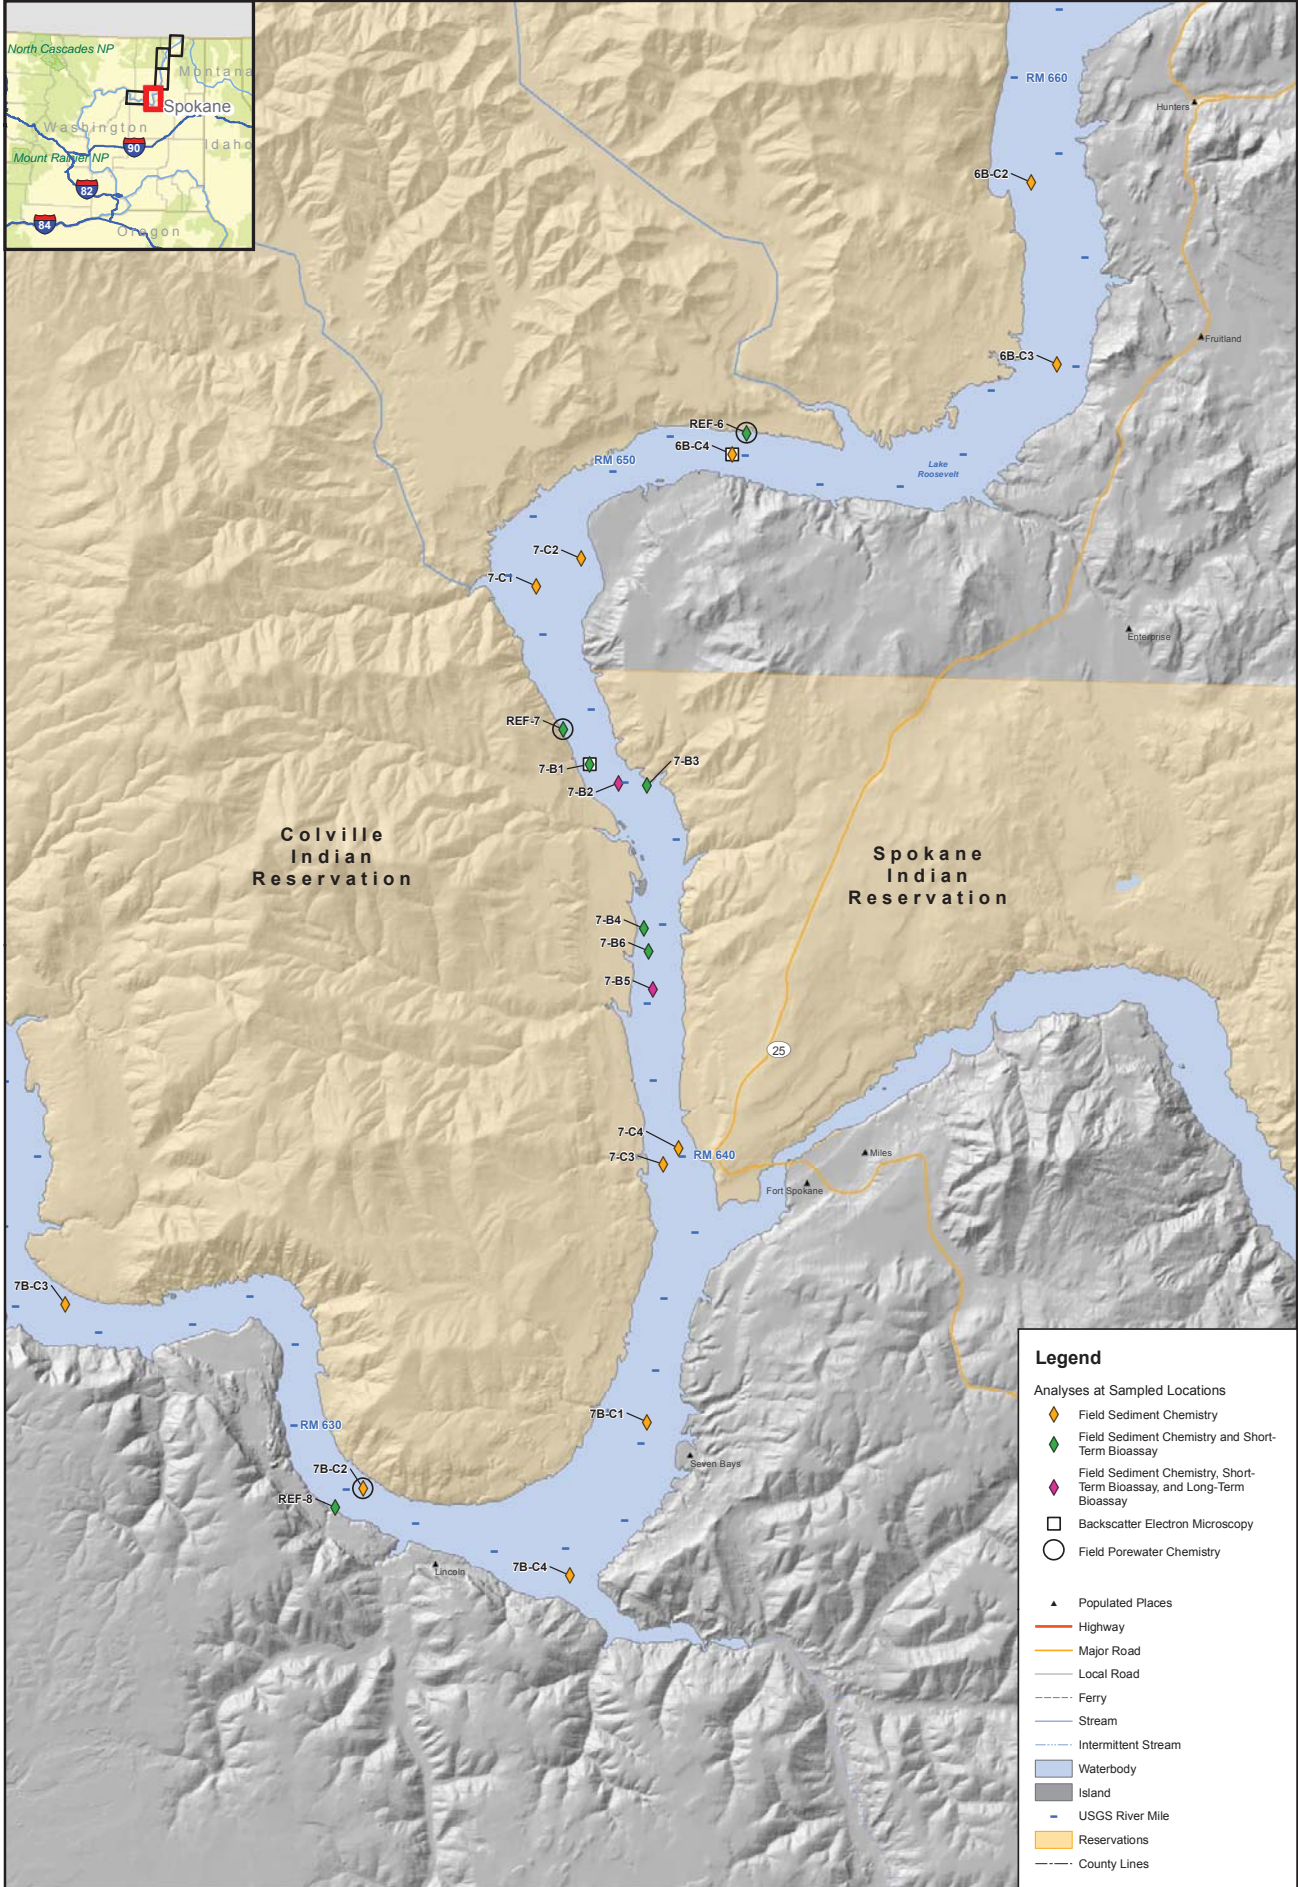 North Cascades NP
Montana
Spokane
Washington
Idaho
90
Mount Rainier NP
82
84
Oregon
RM 660
Hunters
6B-C2
Fruitland
6B-C3
REF-6
6B-C4
RM 650
Lake
Roosevelt
7-C2
7-C1
Enterprise
REF-7
7-B3
7-B1
7-B2
Colville
Indian
Reservation
Spokane
Indian
Reservation
7-B4
7-B6
7-B5
25
7-C4
7-C3
RM 640
Miles
Fort Spokane
7B-C3
7B-C1
RM 630
Seven Bays
7B-C2
REF-8
7B-C4
Lincoln
Legend
Analyses at Sampled Locations
Field Sediment Chemistry
Field Sediment Chemistry and Short-
Term Bioassay
Field Sediment Chemistry, Short-
Term Bioassay, and Long-Term
Bioassay
Backscatter Electron Microscopy
Field Porewater Chemistry
Populated Places
Highway
Major Road
Local Road
Ferry
Stream
Intermittent Stream
Waterbody
Island
USGS River Mile
Reservations
County Lines